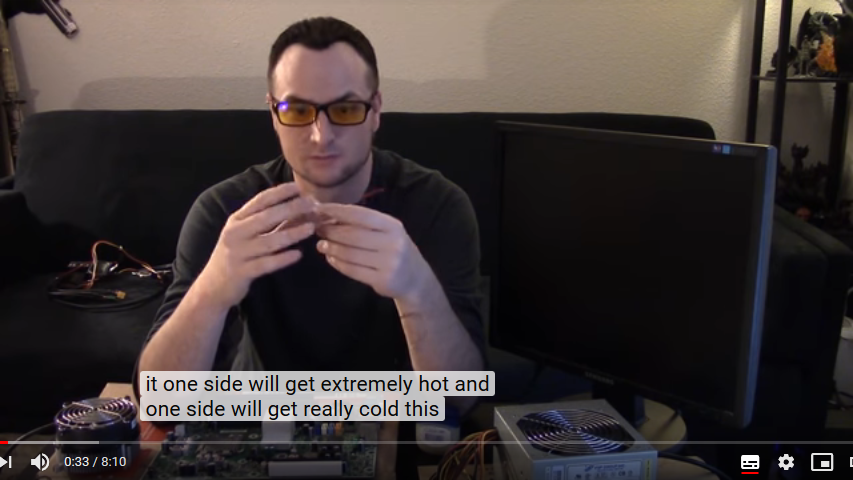 it one side will get extremely hot and
one side will get really cold this
0:33 / 8:10